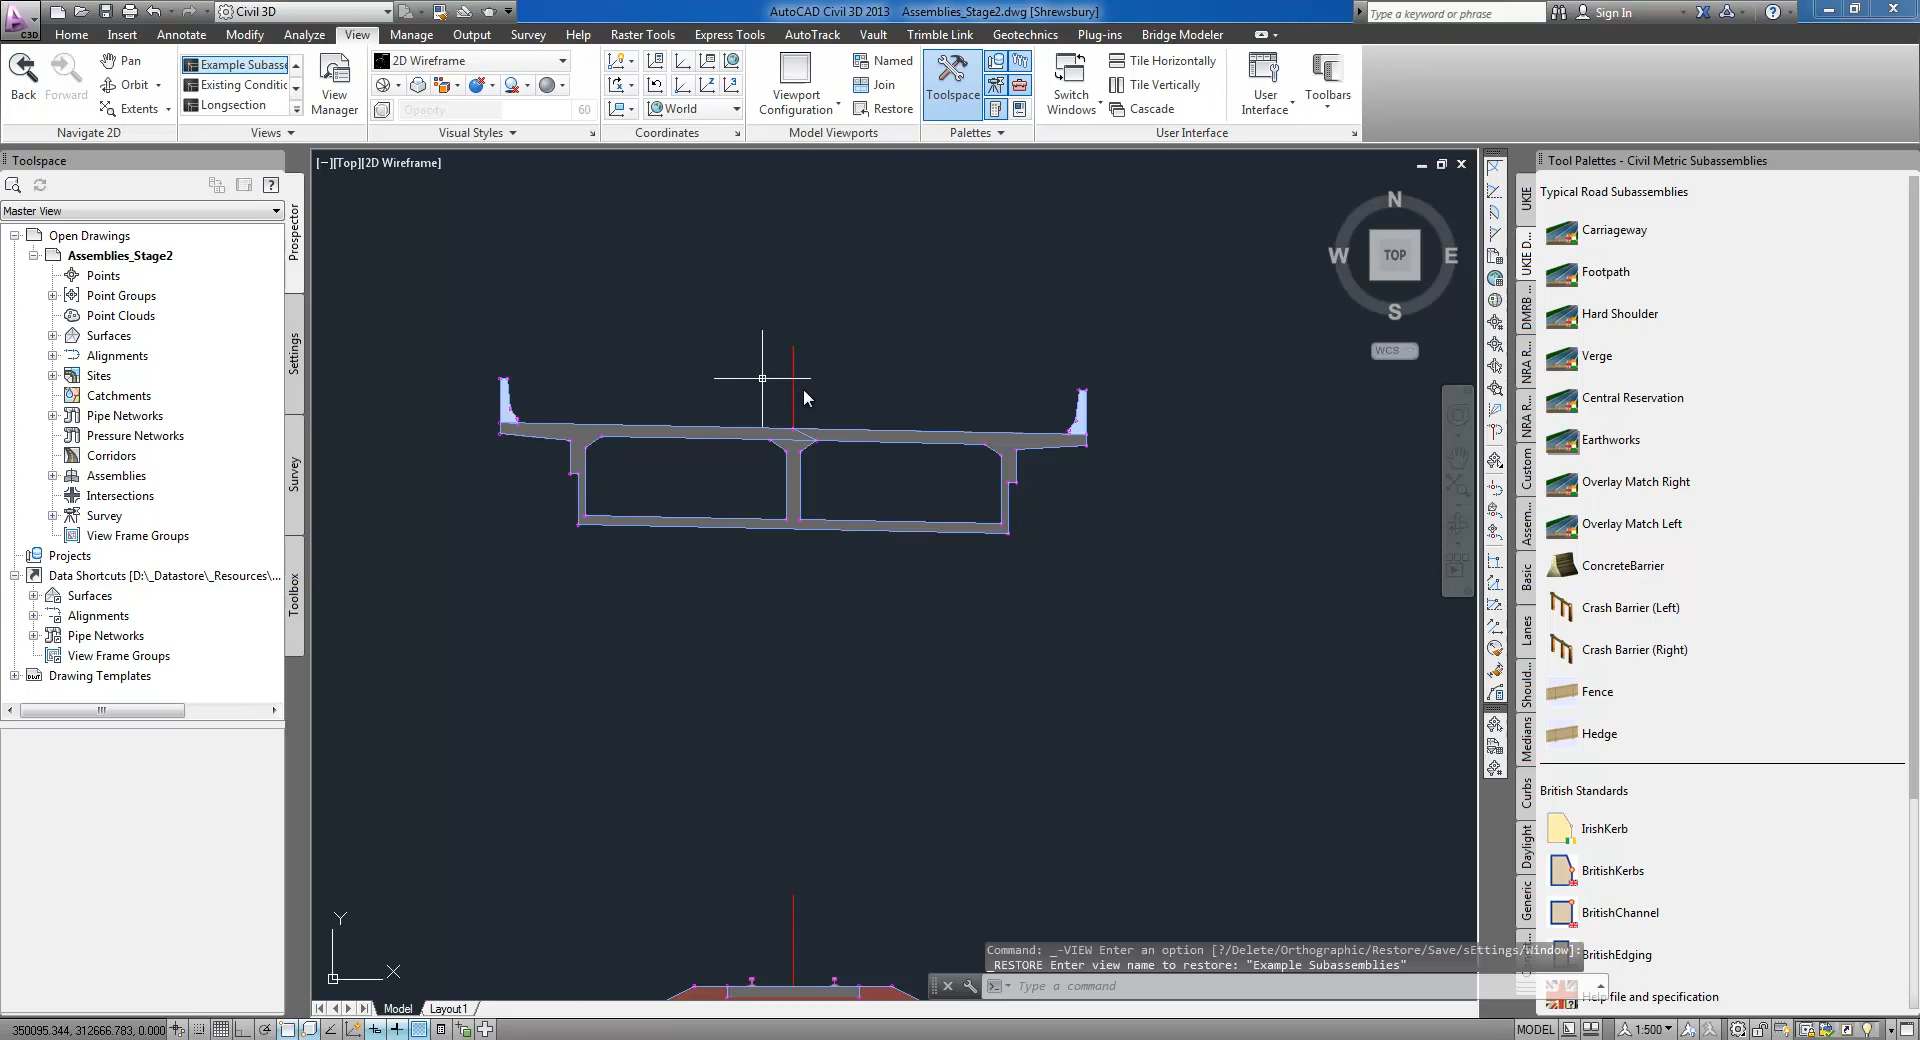 Civil 3D
AutoCAD Civil 3D 2013 Assemblies_Stage2.dwg [Shrewsbury]
Type a keyword or phrase
Sign In
C3D
Home Insert Annotate Modify Analyze View Manage Output Survey Help Raster Tools Express Tools AutoTrack Vault Trimble Link Geotechnics Plug-ins Bridge Modeler
Back
Forward
Pan
Orbit
Extents
Navigate 2D
Example Subasse
Existing Conditic
Longsection
View
Manager
Views
2D Wireframe
Opacity
60
Visual Styles
World
Coordinates
Viewport
Configuration
Named
Join
Restore
Model Viewports
Toolspace
Palettes
Switch
Windows
Tile Horizontally
Tile Vertically
Cascade
User
Interface
Toolbars
User Interface
Toolspace
Master View
Open Drawings
Assemblies_Stage2
Points
Point Groups
Point Clouds
Surfaces
Alignments
Sites
Catchments
Pipe Networks
Pressure Networks
Corridors
Assemblies
Intersections
Survey
View Frame Groups
Projects
Data Shortcuts [D:\_Datastore\_Resources\...
Surfaces
Alignments
Pipe Networks
View Frame Groups
Drawing Templates
Prospector
Settings
Survey
Toolbox
[−][Top][2D Wireframe]
N
W TOP E
S
WCS
Y
X
Command: _-VIEW Enter an option [?/Delete/Orthographic/Restore/Save/sEttings/Window]:
_RESTORE Enter view name to restore: "Example Subassemblies"
Type a command
Model Layout1
Tool Palettes - Civil Metric Subassemblies
UKIE
UKIE D...
DMRB ...
NRA R...
NRA R...
Custom
Assem...
Basic
Lanes
Should...
Medians
Curbs
Daylight
Generic
Typical Road Subassemblies
Carriageway
Footpath
Hard Shoulder
Verge
Central Reservation
Earthworks
Overlay Match Right
Overlay Match Left
ConcreteBarrier
Crash Barrier (Left)
Crash Barrier (Right)
Fence
Hedge
British Standards
IrishKerb
BritishKerbs
BritishChannel
BritishEdging
Help file and specification
350095.344, 312666.783, 0.000
MODEL
1:500